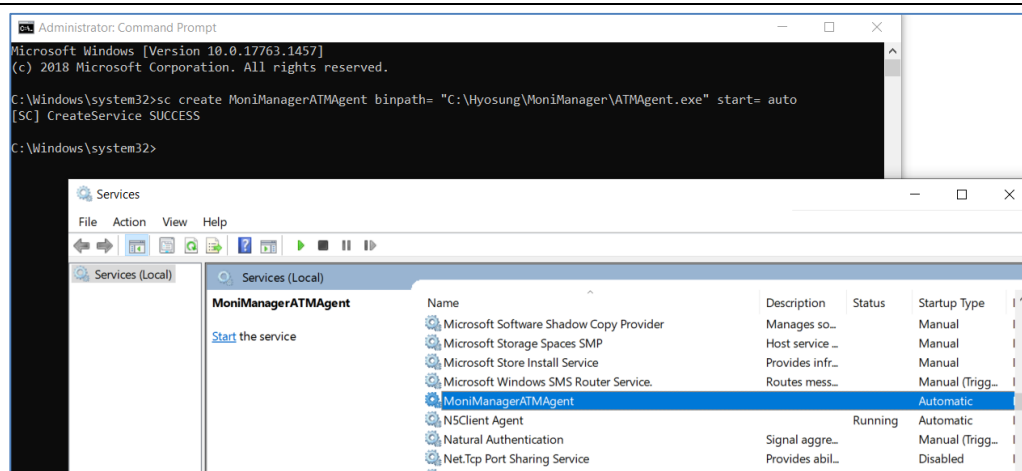 Administrator: Command Prompt
Microsoft Windows [Version 10.0.17763.1457]
(c) 2018 Microsoft Corporation. All rights reserved.
C:\Windows\system32>sc create MoniManagerATMAgent binpath= "C:\Hyosung\MoniManager\ATMAgent.exe" start= auto
[SC] CreateService SUCCESS
C:\Windows\system32>
Services
File Action View Help
Services (Local)
Services (Local)
MoniManagerATMAgent
Start the service
Name Description Status Startup Type
Microsoft Software Shadow Copy Provider Manages so... Manual
Microsoft Storage Spaces SMP Host service ... Manual
Microsoft Store Install Service Provides infr... Manual
Microsoft Windows SMS Router Service. Routes mess... Manual (Trigg...
MoniManagerATMAgent Automatic
N5Client Agent Running Automatic
Natural Authentication Signal aggre... Manual (Trigg...
Net.Tcp Port Sharing Service Provides abil... Disabled